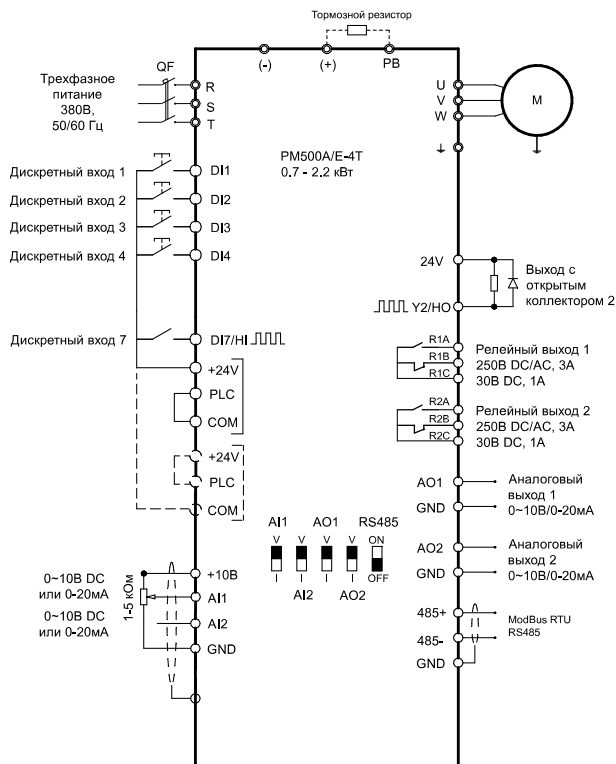 Тормозной резистор
QF
(-)
(+)
PB
Трехфазное
питание
380В,
50/60 Гц
R
S
T
U
V
W
M
PM500A/E-4T
0.7 - 2.2 кВт
Дискретный вход 1
DI1
Дискретный вход 2
DI2
Дискретный вход 3
DI3
Дискретный вход 4
DI4
24V
Выход с
открытым
коллектором 2
Y2/HO
Дискретный вход 7
DI7/HI
+24V
PLC
COM
R1A
R1B
R1C
Релейный выход 1
250В DC/AC, 3А
30В DC, 1А
R2A
R2B
R2C
Релейный выход 2
250В DC/AC, 3А
30В DC, 1А
+24V
PLC
COM
AO1
GND
Аналоговый
выход 1
0~10В/0-20мА
AI1
AO1
RS485
V
V
V
V
ON
I
I
I
I
OFF
AI2
AO2
AO2
GND
Аналоговый
выход 2
0~10В/0-20мА
0~10В DC
или 0-20мА
0~10В DC
или 0-20мА
1-5 кОм
+10В
AI1
AI2
GND
485+
485-
GND
ModBus RTU
RS485